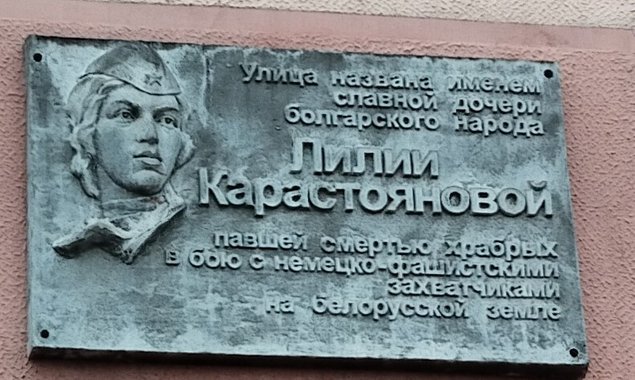 Улица названа именем
славной дочери
болгарского народа
Лилии
Карастояновой
павшей смертью храбрых
в бою с немецко-фашистскими
захватчиками
на белорусской земле